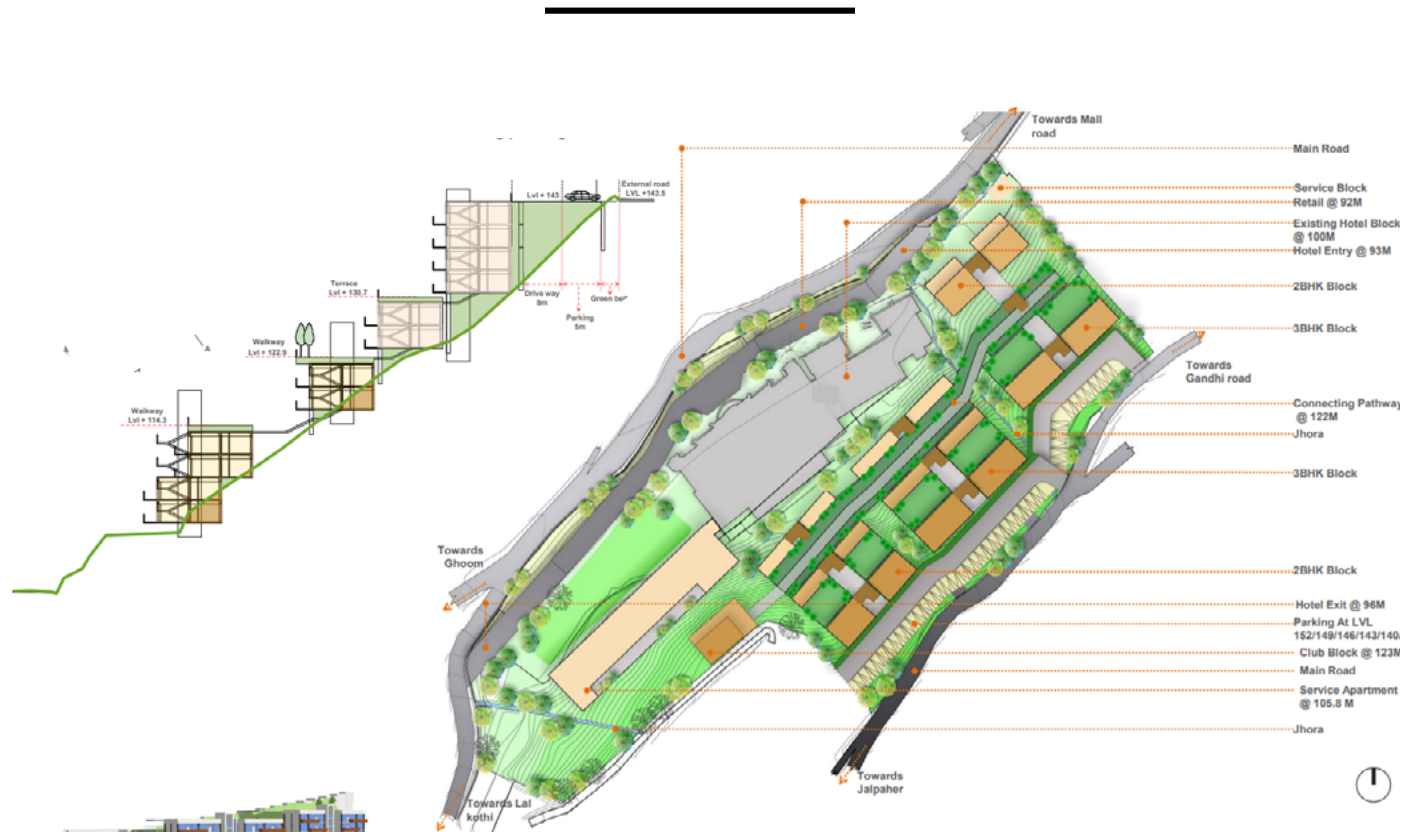 Towards Mall
road
Main Road
Service Block
Retail @ 92M
Existing Hotel Block
@ 100M
Hotel Entry @ 93M
2BHK Block
3BHK Block
Towards
Gandhi road
Connecting Pathway
@ 122M
Jhora
3BHK Block
2BHK Block
Hotel Exit @ 96M
Parking At LVL
152/149/146/143/140/
Club Block @ 123M
Main Road
Service Apartment
@ 105.8 M
Jhora
Towards
Jalpaher
Towards Lal
kothi
Towards
Ghoom
External road
LVL +143.5
Lvl + 143
Terrace
Lvl + 130.7
Drive way
Green
Parking
5m
Walkway
Lvl + 122.9
Walkway
Lvl + 114.3
A